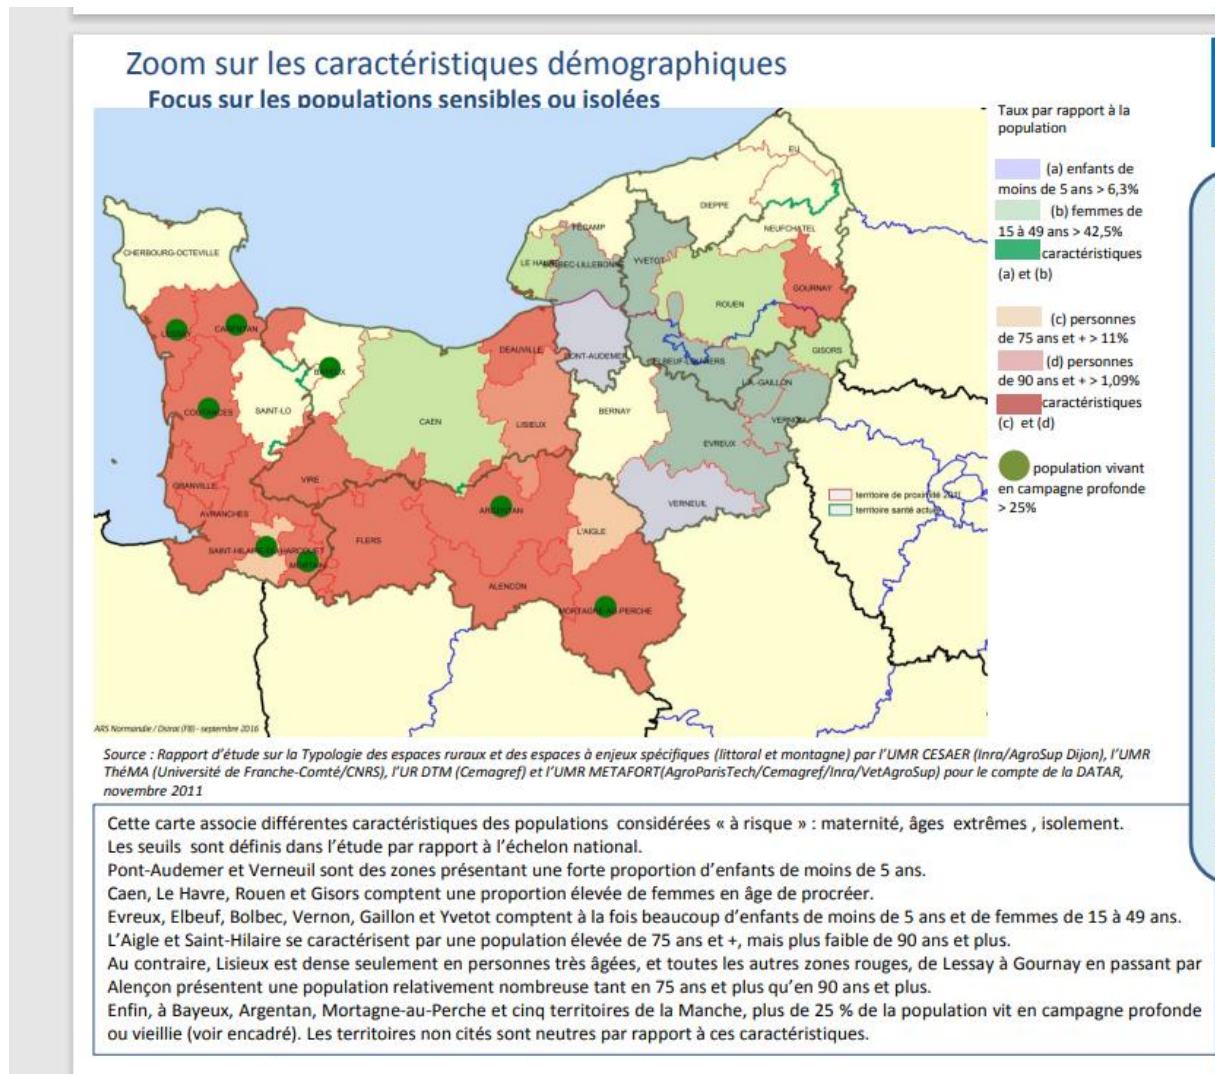 Zoom sur les caractéristiques démographiques
Focus sur les populations sensibles ou isolées
Taux par rapport à la
population
(a) enfants de
moins de 5 ans > 6,3%
(b) femmes de
15 à 49 ans > 42,5%
caractéristiques
(a) et (b)
(c) personnes
de 75 ans et + > 11%
(d) personnes
de 90 ans et + > 1,09%
caractéristiques
(c) et (d)
population vivant
en campagne profonde
> 25%
EU
DIEPPE
FECAMP
NEUFCHATEL
CHERBOURG-OCTEVILLE
LE HAVRE
BOLBEC-LILLEBONNE
YVETOT
GOURNAY
ROUEN
LESSAY
CARENTAN
DEAUVILLE
PONT-AUDEMER
ELBEUF-LOUVIERS
GISORS
BAYEUX
GAILLON
COUTANCES
SAINT-LO
CAEN
LISIEUX
BERNAY
VERNON
EVREUX
VIRE
GRANVILLE
VERNEUIL
territoire de proximité
territoire santé actuel
AVRANCHES
ARGENTAN
L'AIGLE
FLERS
SAINT-HILAIRE-DU-HARCOUET
MORTAIN
ALENCON
MORTAGNE-AU-PERCHE
ARS Normandie / Dstrat (FB) - septembre 2016
Source : Rapport d'étude sur la Typologie des espaces ruraux et des espaces à enjeux spécifiques (littoral et montagne) par l'UMR CESAER (Inra/AgroSup Dijon), l'UMR
ThéMA (Université de Franche-Comté/CNRS), l'UR DTM (Cemagref) et l'UMR METAFORT(AgroParisTech/Cemagref/Inra/VetAgroSup) pour le compte de la DATAR,
novembre 2011
Cette carte associe différentes caractéristiques des populations considérées « à risque » : maternité, âges extrêmes , isolement.
Les seuils sont définis dans l'étude par rapport à l'échelon national.
Pont-Audemer et Verneuil sont des zones présentant une forte proportion d'enfants de moins de 5 ans.
Caen, Le Havre, Rouen et Gisors comptent une proportion élevée de femmes en âge de procréer.
Evreux, Elbeuf, Bolbec, Vernon, Gaillon et Yvetot comptent à la fois beaucoup d'enfants de moins de 5 ans et de femmes de 15 à 49 ans.
L'Aigle et Saint-Hilaire se caractérisent par une population élevée de 75 ans et +, mais plus faible de 90 ans et plus.
Au contraire, Lisieux est dense seulement en personnes très âgées, et toutes les autres zones rouges, de Lessay à Gournay en passant par
Alençon présentent une population relativement nombreuse tant en 75 ans et plus qu'en 90 ans et plus.
Enfin, à Bayeux, Argentan, Mortagne-au-Perche et cinq territoires de la Manche, plus de 25 % de la population vit en campagne profonde
ou vieillie (voir encadré). Les territoires non cités sont neutres par rapport à ces caractéristiques.